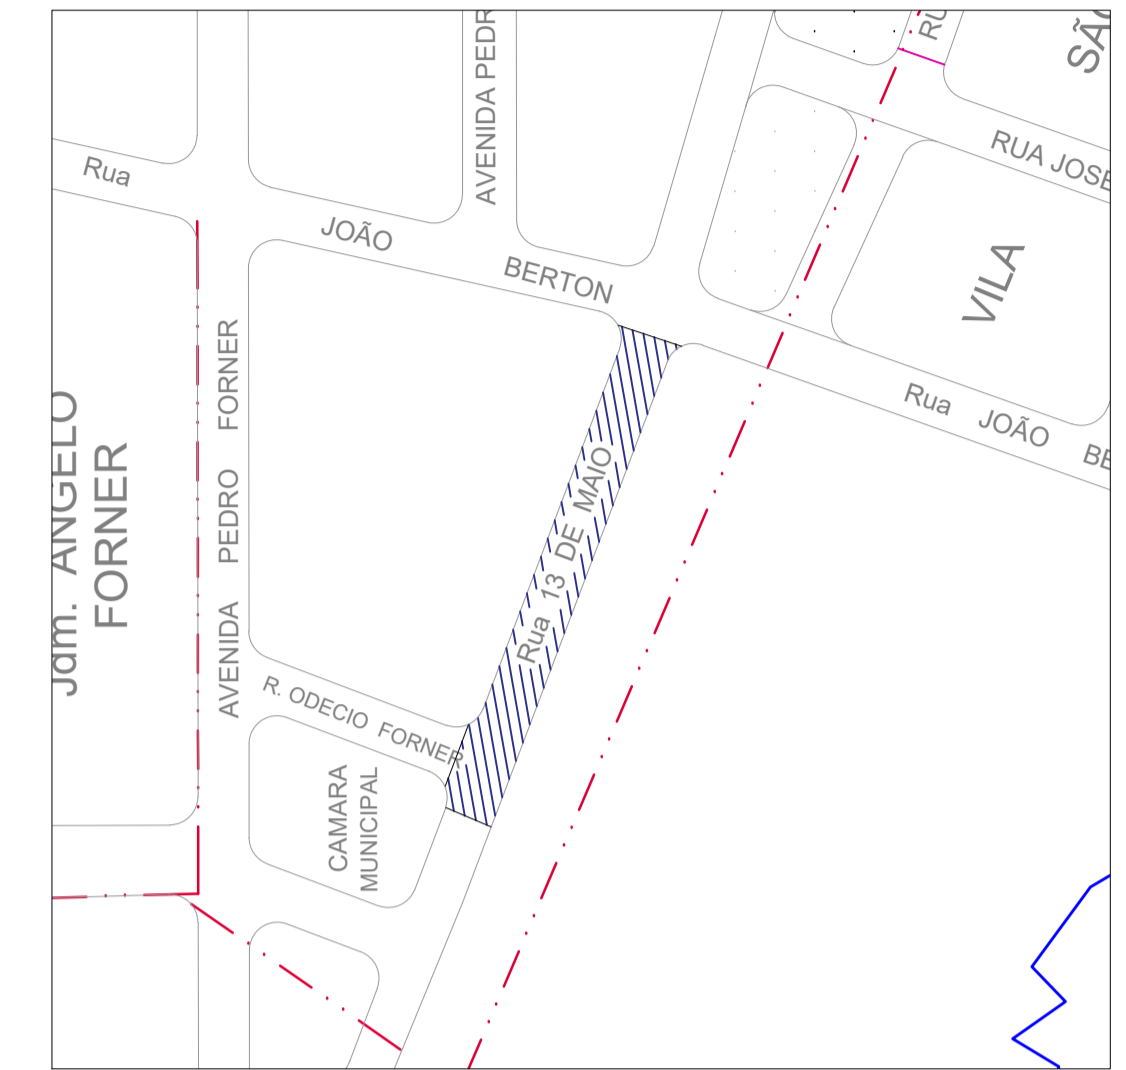 AVENIDA PEDR
RU
SÃO
Rua
RUA JOSE
JOÃO
BERTON
VILA
Rua JOÃO BE
AVENIDA PEDRO FORNER
Jdm. ANGELO
FORNER
Rua 13 DE MAIO
R. ODECIO FORNER
CAMARA
MUNICIPAL